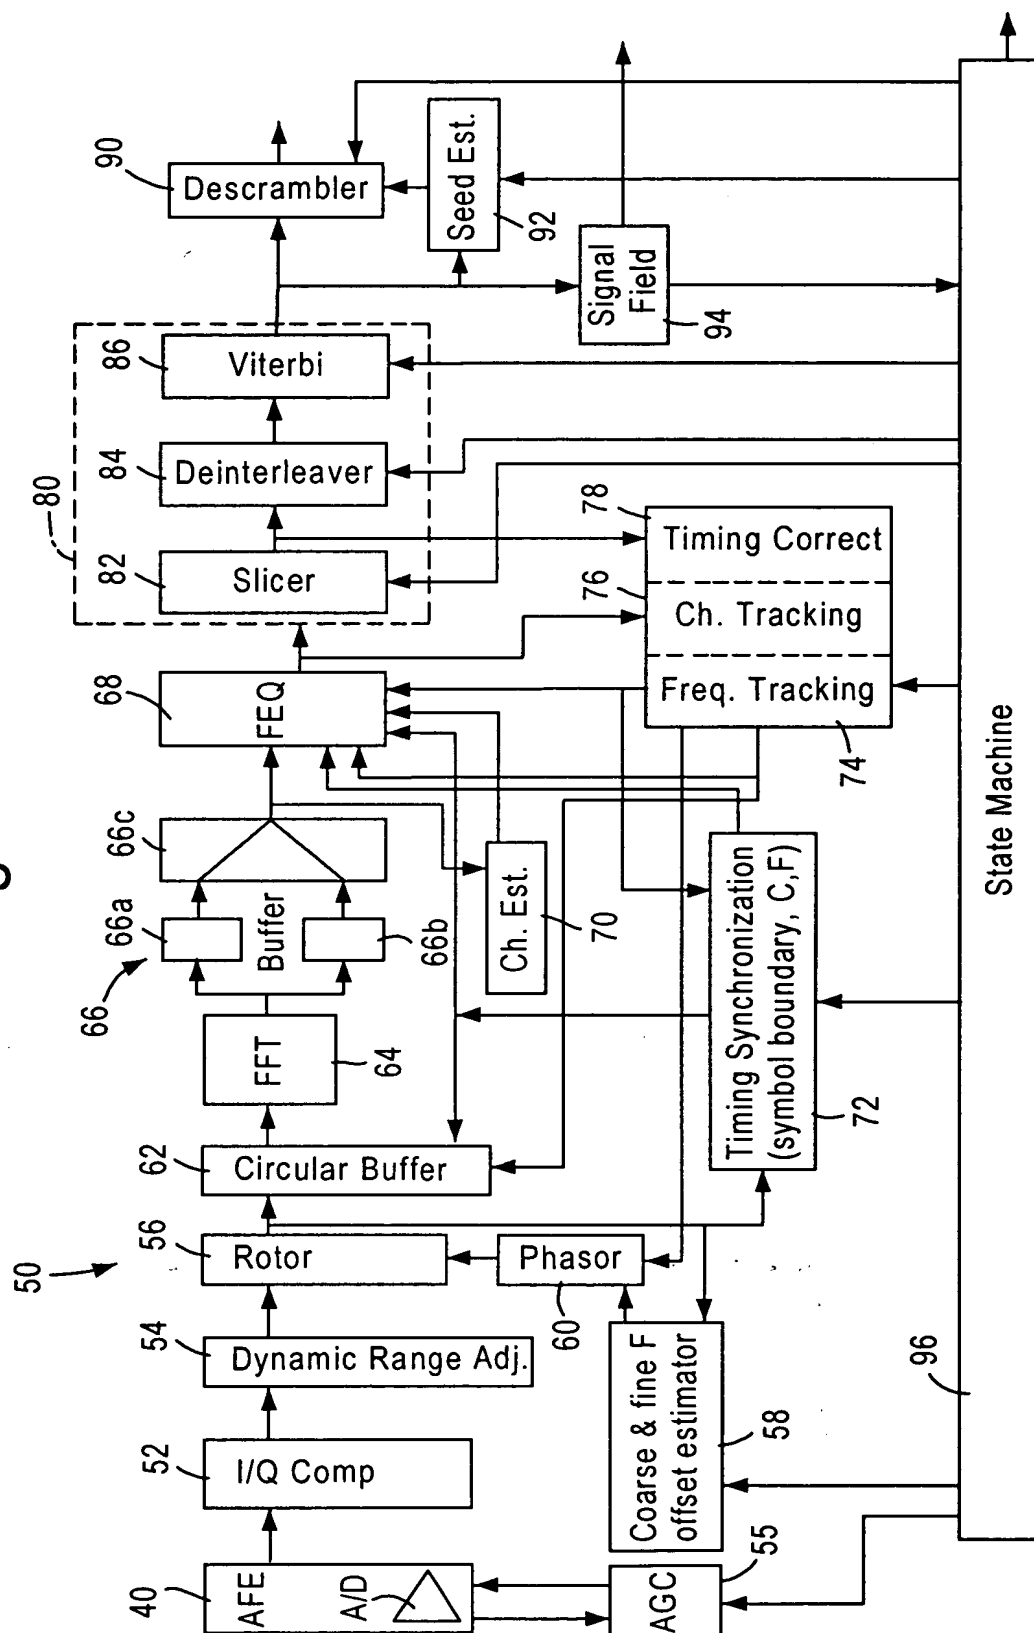 50
40
AFE
A/D
52
I/Q Comp
54
Dynamic Range Adj.
55
AGC
56
Rotor
60
Phasor
58
Coarse & fine F
offset estimator
62
Circular Buffer
64
FFT
66
66a
Buffer
66b
66c
68
FEQ
70
Ch. Est.
72
Timing Synchronization
(symbol boundary, C,F)
74
Freq. Tracking
76
Ch. Tracking
78
Timing Correct
80
82
Slicer
84
Deinterleaver
86
Viterbi
90
Descrambler
92
Seed Est.
94
Signal
Field
96
State Machine